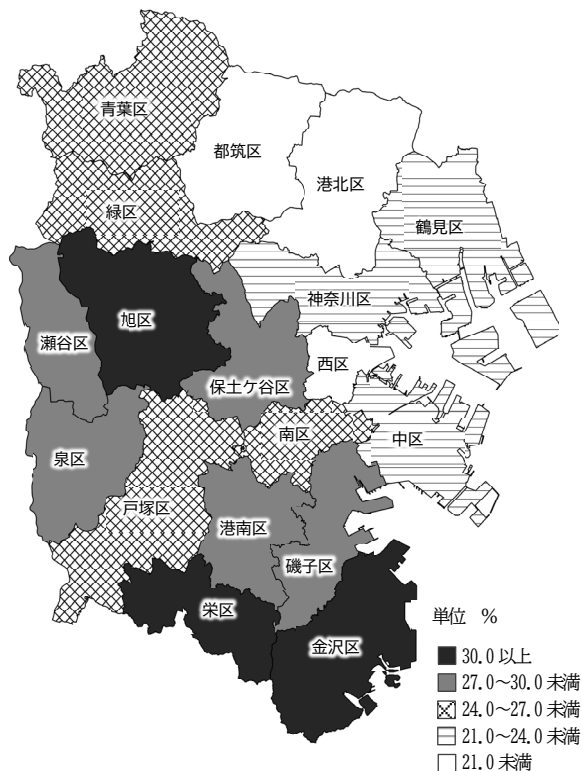 青葉区
都筑区
港北区
緑区
鶴見区
旭区
神奈川区
瀬谷区
西区
保土ケ谷区
南区
中区
泉区
戸塚区
港南区
磯子区
栄区
金沢区
単位 %
30.0以上
27.0～30.0未満
24.0～27.0未満
21.0～24.0未満
21.0未満